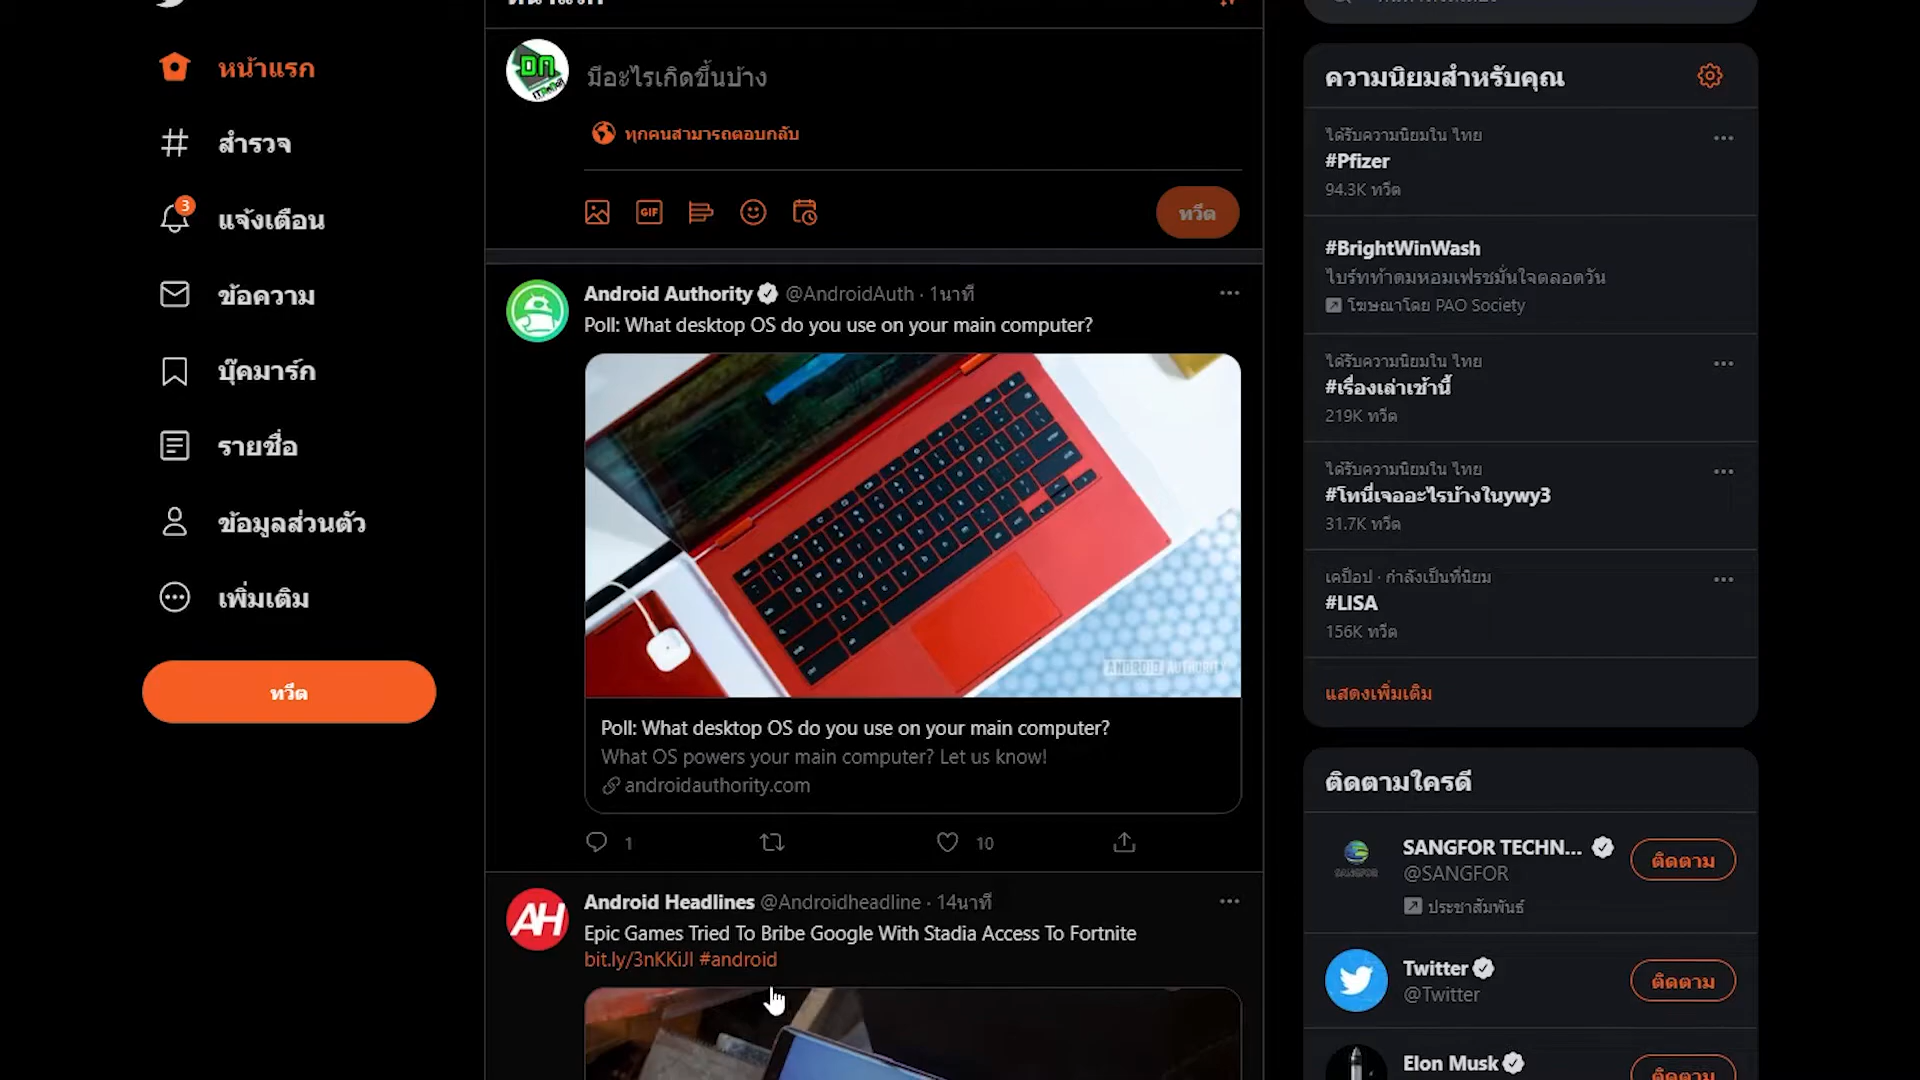 หน้าแรก
สำรวจ
3
แจ้งเตือน
ข้อความ
บุ๊คมาร์ก
รายชื่อ
ข้อมูลส่วนตัว
เพิ่มเติม
ทวีต
หน้าแรก
มีอะไรเกิดขึ้นบ้าง
ทุกคนสามารถตอบกลับ
GIF
ทวีต
Android Authority @AndroidAuth · 1นาที
Poll: What desktop OS do you use on your main computer?
ANDROID AUTHORITY
Poll: What desktop OS do you use on your main computer?
What OS powers your main computer? Let us know!
androidauthority.com
1
10
AH
Android Headlines @Androidheadline · 14นาที
Epic Games Tried To Bribe Google With Stadia Access To Fortnite
bit.ly/3nKKiJl #android
ความนิยมสำหรับคุณ
ได้รับความนิยมใน ไทย
#Pfizer
94.3K ทวีต
#BrightWinWash
ไบร์ททำดมหอมเฟรชมั่นใจตลอดวัน
โฆษณาโดย PAO Society
ได้รับความนิยมใน ไทย
#เรื่องเล่าเช้านี้
219K ทวีต
ได้รับความนิยมใน ไทย
#โทนี่เจออะไรบ้างในywy3
31.7K ทวีต
เคป็อป · กำลังเป็นที่นิยม
#LISA
156K ทวีต
แสดงเพิ่มเติม
ติดตามใครดี
SANGFOR TECHN...
@SANGFOR
ติดตาม
ประชาสัมพันธ์
Twitter
@Twitter
ติดตาม
Elon Musk
ติดตาม